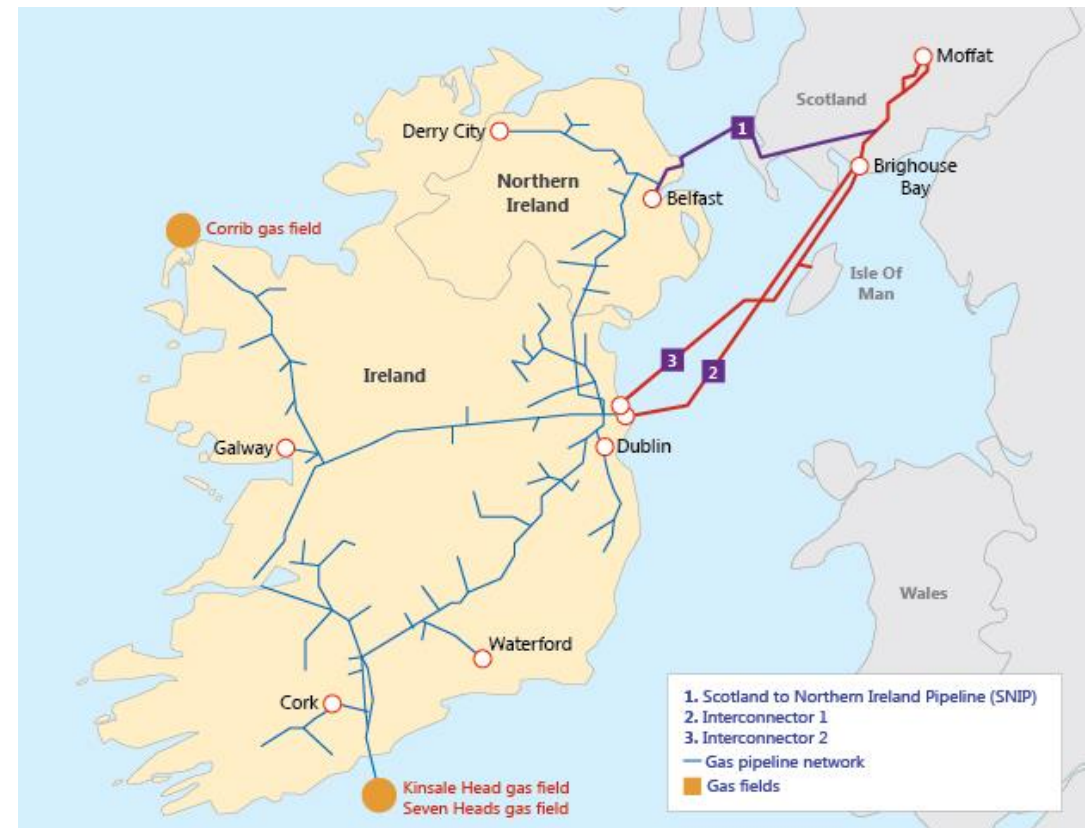 Moffat
Scotland
1
Derry City
Brighouse
Bay
Northern
Ireland
Belfast
Corrib gas field
Isle Of
Man
3
2
Ireland
Galway
Dublin
Wales
Waterford
Cork
1. Scotland to Northern Ireland Pipeline (SNIP)
2. Interconnector 1
3. Interconnector 2
Gas pipeline network
Gas fields
Kinsale Head gas field
Seven Heads gas field